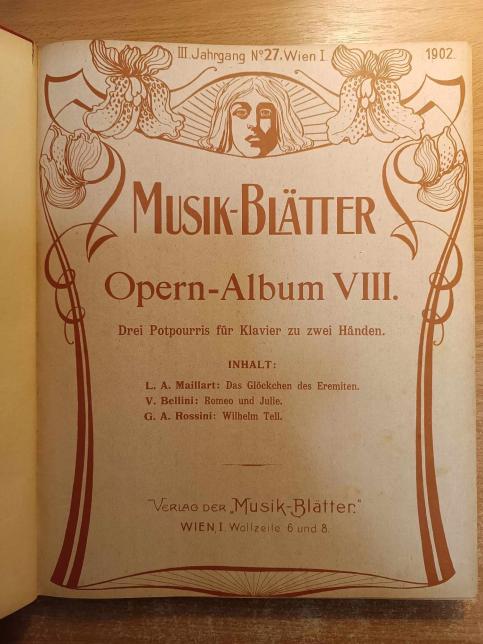 III. Jahrgang Nº 27. Wien I 1902.
MUSIK-BLÄTTER
Opern-Album VIII.
Drei Potpourris für Klavier zu zwei Händen.
INHALT:
L. A. Maillart: Das Glöckchen des Eremiten.
V. Bellini: Romeo und Julie.
G. A. Rossini: Wilhelm Tell.
VERLAG DER „Musik-Blätter."
WIEN, I. Wollzeile 6 und 8.